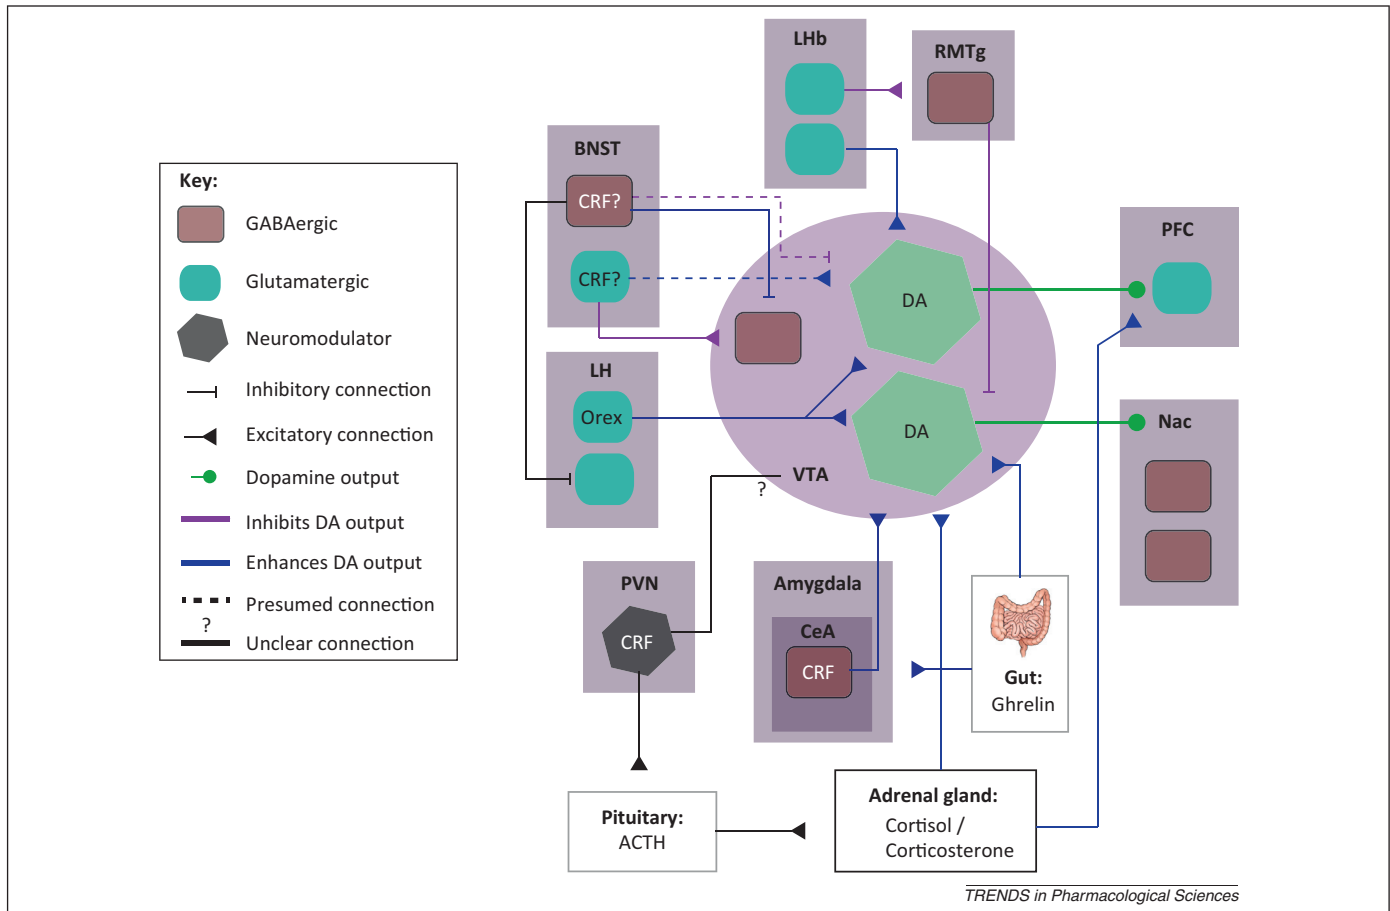 Key:
GABAergic
Glutamatergic
Neuromodulator
Inhibitory connection
Excitatory connection
Dopamine output
Inhibits DA output
Enhances DA output
Presumed connection
?
Unclear connection
LHb
RMTg
BNST
CRF?
CRF?
LH
Orex
DA
DA
VTA
?
PFC
Nac
PVN
CRF
Amygdala
CeA
CRF
Gut:
Ghrelin
Pituitary:
ACTH
Adrenal gland:
Cortisol /
Corticosterone
TRENDS in Pharmacological Sciences